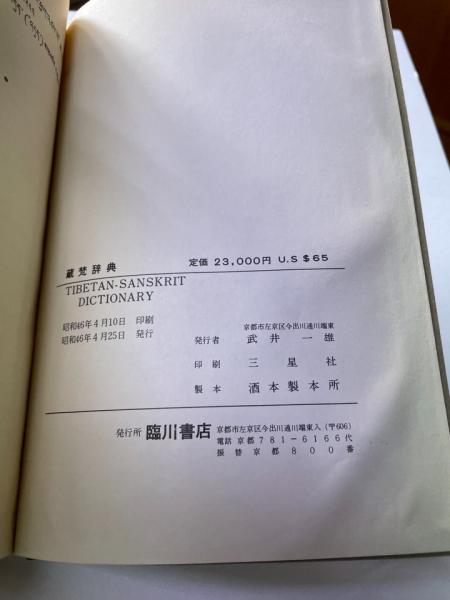 藏梵辞典
定価 23,000円 U.S $65
TIBETAN-SANSKRIT
DICTIONARY
昭和46年4月10日 印刷
昭和46年4月25日 発行
京都市左京区今出川通川端東
発行者 武井一雄
印刷 三星社
製本 酒本製本所
発行所 臨川書店
京都市左京区今出川通川端東入(〒606)
電話京都781-6166代
振替京都800番